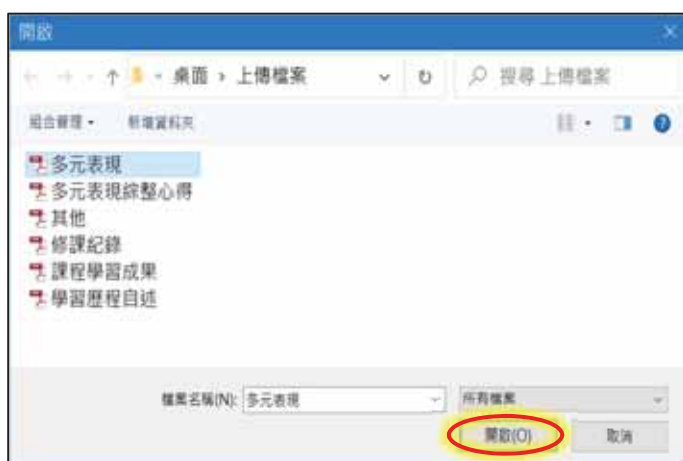 開啟
桌面 › 上傳檔案
搜尋 上傳檔案
組合管理
新增資料夾
多元表現
多元表現綜整心得
其他
修課紀錄
課程學習成果
學習歷程自述
檔案名稱(N): 多元表現
所有檔案
開啟(O)
取消